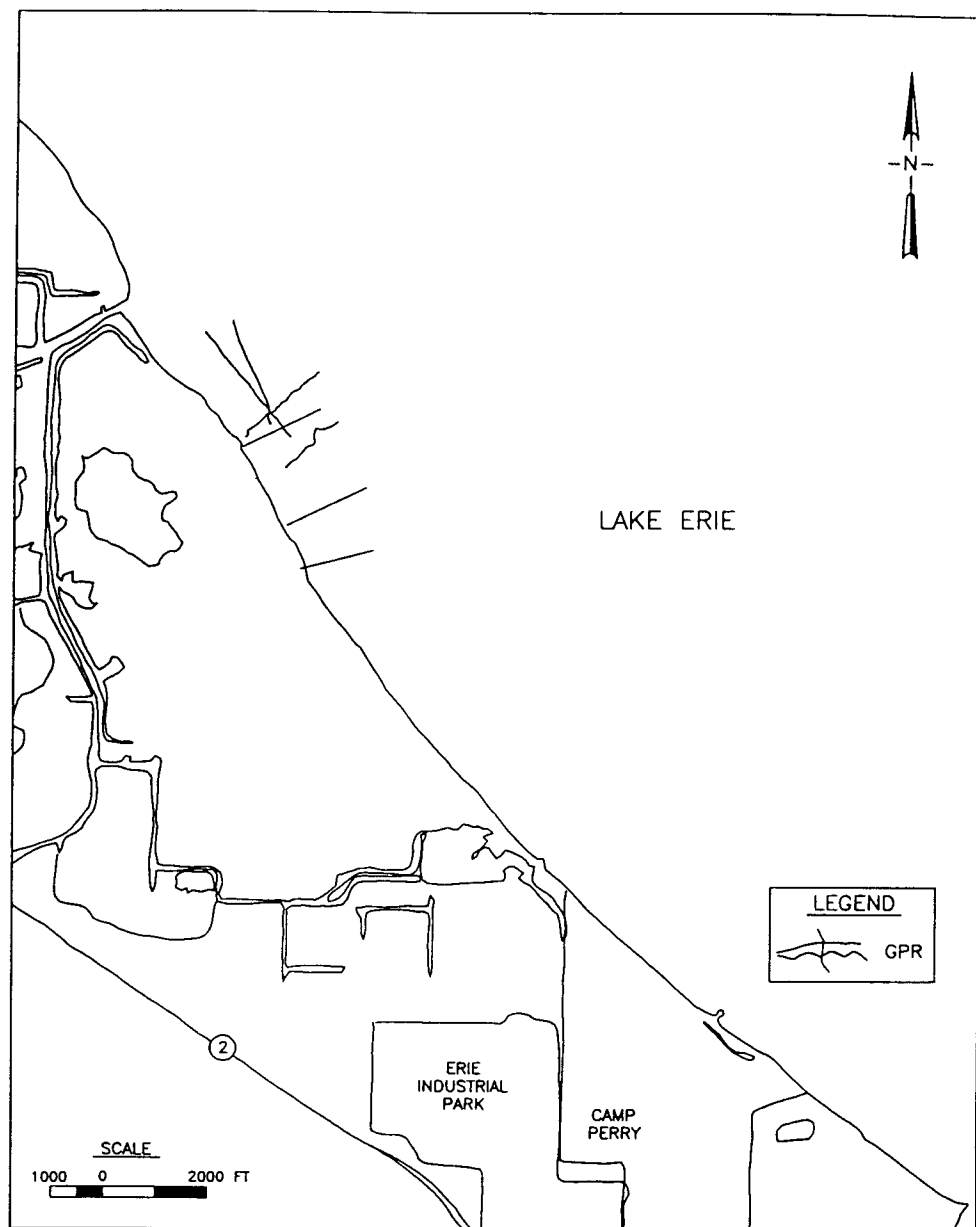 -N-
LAKE ERIE
LEGEND
GPR
2
ERIE
INDUSTRIAL
PARK
CAMP
PERRY
SCALE
1000 0 2000 FT